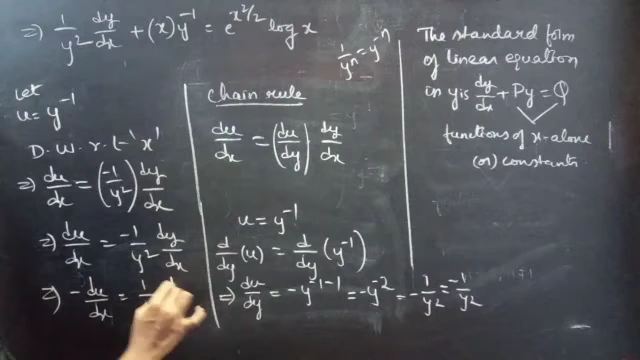 ⇒ 1/y² dy/dx + (x) y⁻¹ = e^(x²/2) log x
1/yⁿ = y⁻ⁿ
let
u = y⁻¹
D. W. r. t - 'x'
⇒ du/dx = (-1/y²) dy/dx
⇒ du/dx = -1/y² dy/dx
⇒ - du/dx = 1/
Chain rule
du/dx = (du/dy) . dy/dx
u = y⁻¹
d/dy (u) = d/dy (y⁻¹)
⇒ du/dy = -y⁻¹⁻¹ = -y⁻² = - 1/y² = -1/y²
The standard form
of linear equation
in y is dy/dx + Py = Q
functions of x-alone
(or) constants